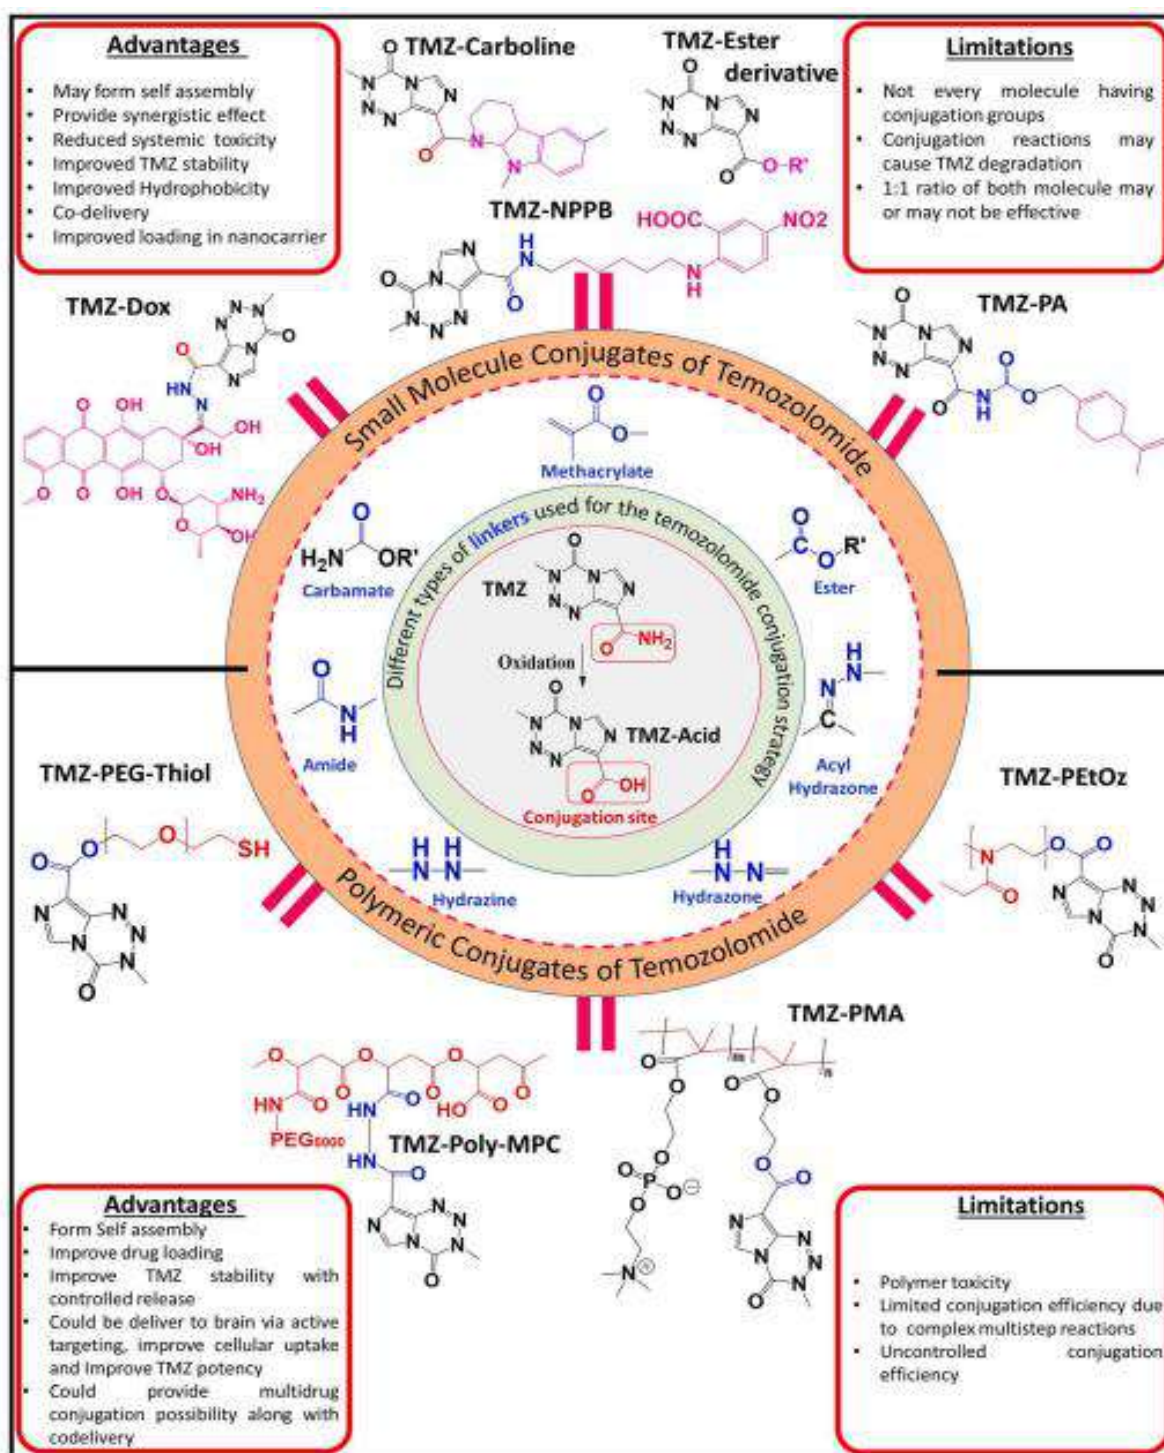 Advantages
• May form self assembly
• Provide synergistic effect
• Reduced systemic toxicity
• Improved TMZ stability
• Improved Hydrophobicity
• Co-delivery
• Improved loading in nanocarrier
TMZ-Carboline
TMZ-Ester
derivative
Limitations
• Not every molecule having
conjugation groups
• Conjugation reactions may
cause TMZ degradation
• 1:1 ratio of both molecule may
or may not be effective
TMZ-NPPB
HOOC
NO2
TMZ-Dox
TMZ-PA
Small Molecule Conjugates of Temozolomide
Methacrylate
Different types of linkers used for the temozolomide conjugation strategy
H₂N OR'
Carbamate
R'
Ester
TMZ
NH₂
Oxidation
TMZ-Acid
OH
Conjugation site
Amide
Acyl
Hydrazone
Hydrazine
Hydrazone
Polymeric Conjugates of Temozolomide
TMZ-PEG-Thiol
SH
TMZ-PEtOz
TMZ-Poly-MPC
PEG5000
TMZ-PMA
Advantages
• Form Self assembly
• Improve drug loading
• Improve TMZ stability with
controlled release
• Could be deliver to brain via active
targeting, improve cellular uptake
and Improve TMZ potency
• Could provide multidrug
conjugation possibility along with
codelivery
Limitations
• Polymer toxicity
• Limited conjugation efficiency due
to complex multistep reactions
• Uncontrolled conjugation
efficiency